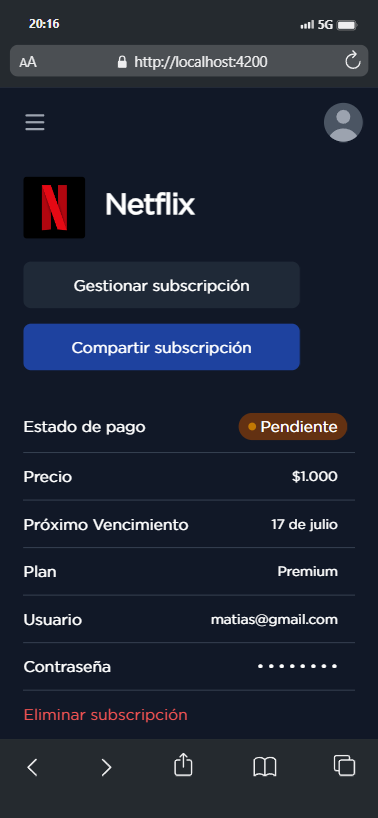 20:16
5G
AA http://localhost:4200
N Netflix
Gestionar subscripción
Compartir subscripción
Estado de pago Pendiente
Precio $1.000
Próximo Vencimiento 17 de julio
Plan Premium
Usuario matias@gmail.com
Contraseña ••••••••
Eliminar subscripción